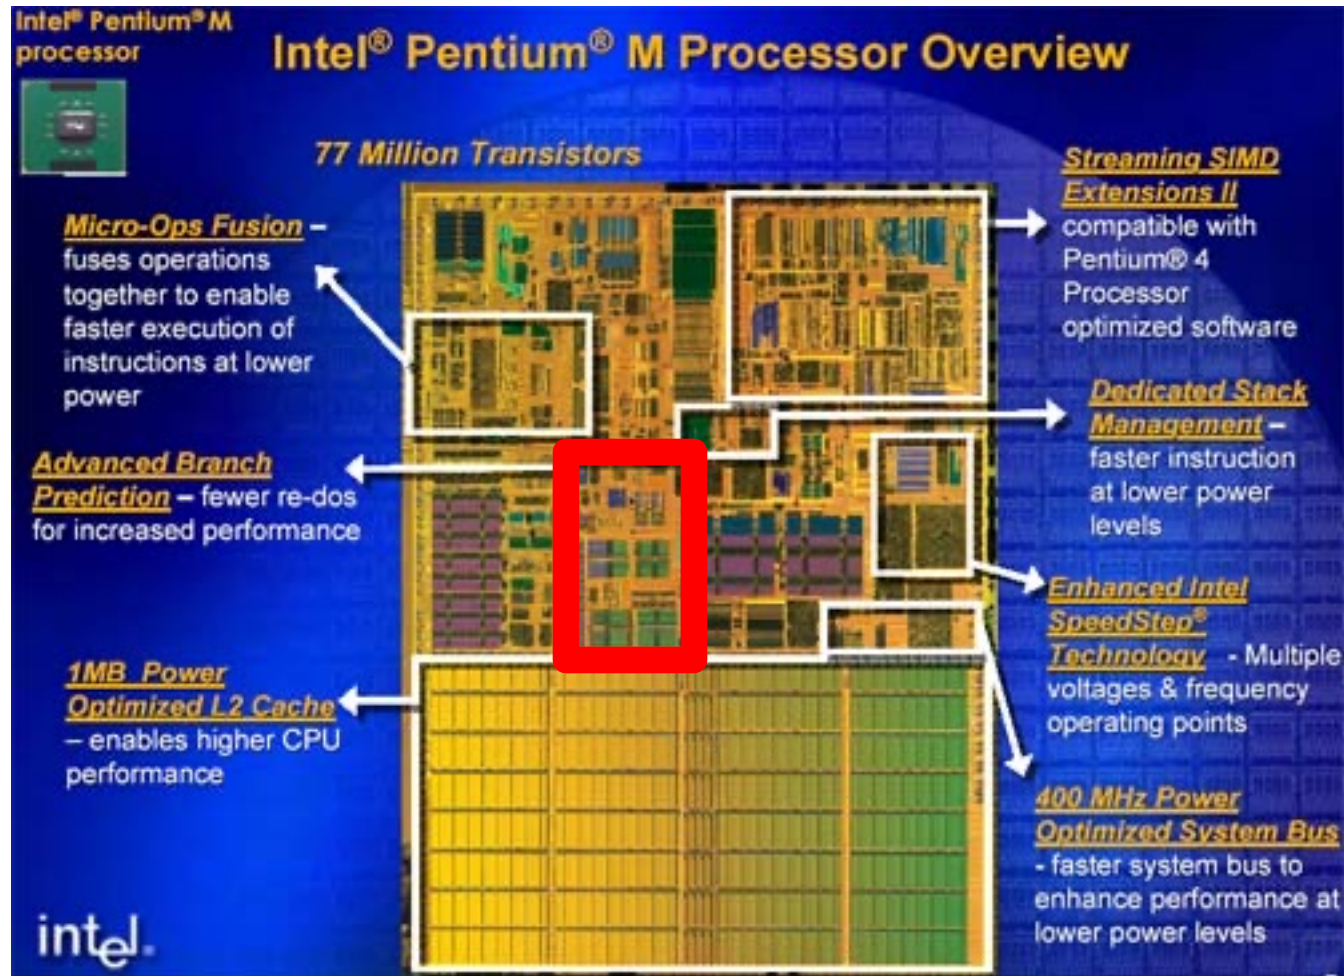 Intel® Pentium® M
processor
Intel® Pentium® M Processor Overview
77 Million Transistors
Micro-Ops Fusion –
fuses operations
together to enable
faster execution of
instructions at lower
power
Advanced Branch
Prediction – fewer re-dos
for increased performance
1MB Power
Optimized L2 Cache
– enables higher CPU
performance
Streaming SIMD
Extensions II
compatible with
Pentium® 4
Processor
optimized software
Dedicated Stack
Management –
faster instruction
at lower power
levels
Enhanced Intel
SpeedStep®
Technology - Multiple
voltages & frequency
operating points
400 MHz Power
Optimized System Bus
- faster system bus to
enhance performance at
lower power levels
intel.